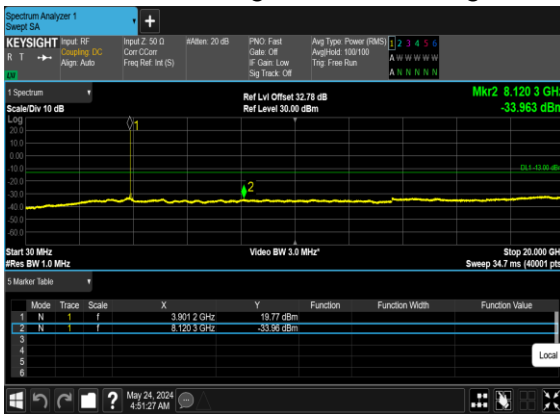 Spectrum Analyzer 1
Swept SA
KEYSIGHT
R T
LV
Input: RF
Coupling: DC
Align: Auto
Input Z: 50 Ω
Corr CCorr
Freq Ref: Int (S)
#Atten: 20 dB
PNO: Fast
Gate: Off
IF Gain: Low
Sig Track: Off
Avg Type: Power (RMS)
Avg|Hold: 100/100
Trig: Free Run
1 2 3 4 5 6
A W W W W W
A N N N N N
1 Spectrum
Scale/Div 10 dB
Ref Lvl Offset 32.78 dB
Ref Level 30.00 dBm
Mkr2 8.120 3 GHz
-33.963 dBm
Log
20.0
10.0
0.00
-10.0
-20.0
-30.0
-40.0
-50.0
-60.0
1
2
DL1 -13.00 dBm
Start 30 MHz
#Res BW 1.0 MHz
Video BW 3.0 MHz*
Stop 20.000 GH
Sweep 34.7 ms (40001 pts
5 Marker Table
Mode Trace Scale X Y Function Function Width Function Value
1 N 1 f 3.901 2 GHz 19.77 dBm
2 N 1 f 8.120 3 GHz -33.96 dBm
3
4
5
6
Local
?
May 24, 2024
4:51:27 AM